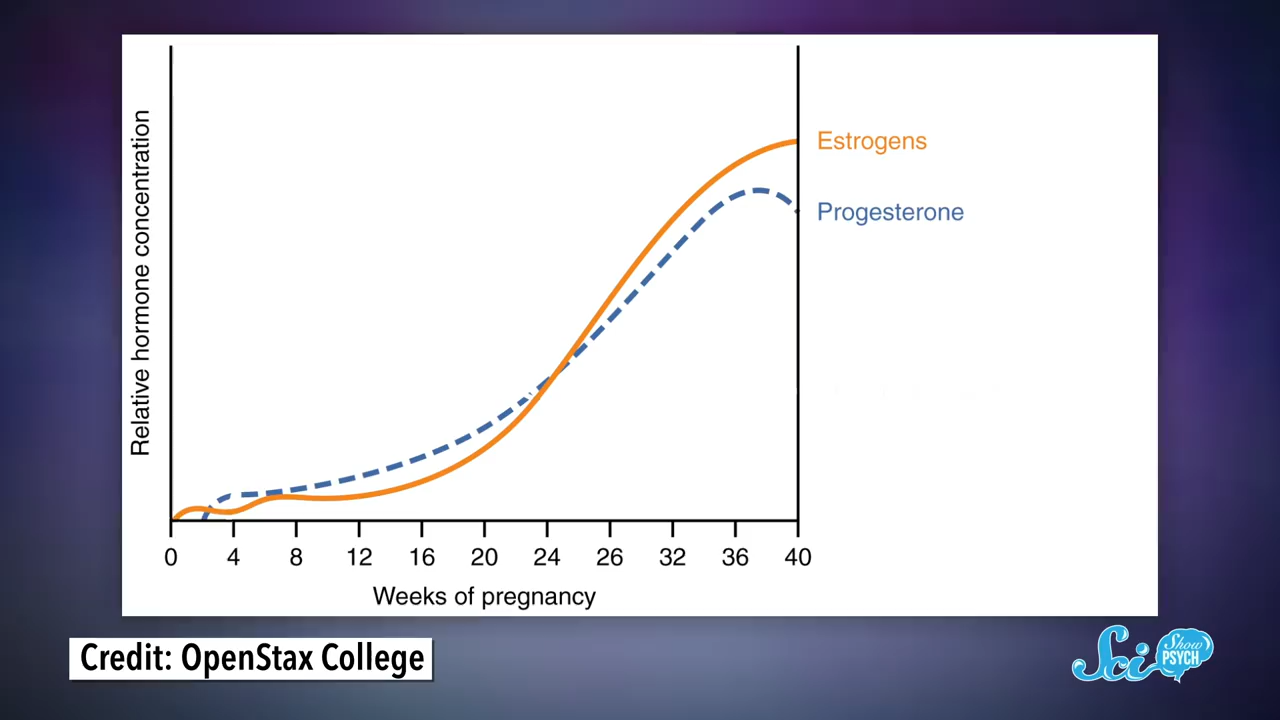 Relative hormone concentration
Estrogens
Progesterone
0 4 8 12 16 20 24 26 32 36 40
Weeks of pregnancy
Credit: OpenStax College
Sci Show
PSYCH